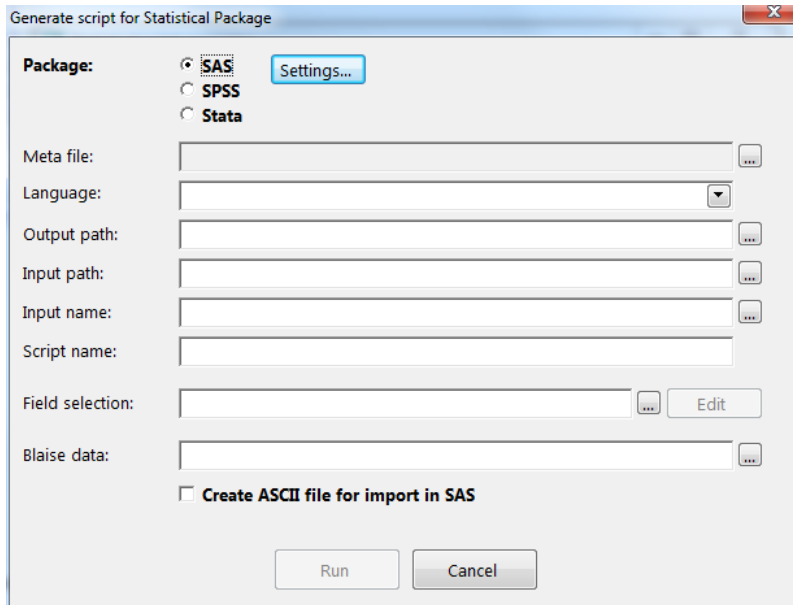 Generate script for Statistical Package
X
Package: SAS Settings...
SPSS
Stata
Meta file: ...
Language:
Output path: ...
Input path: ...
Input name: ...
Script name:
Field selection: ... Edit
Blaise data: ...
Create ASCII file for import in SAS
Run Cancel